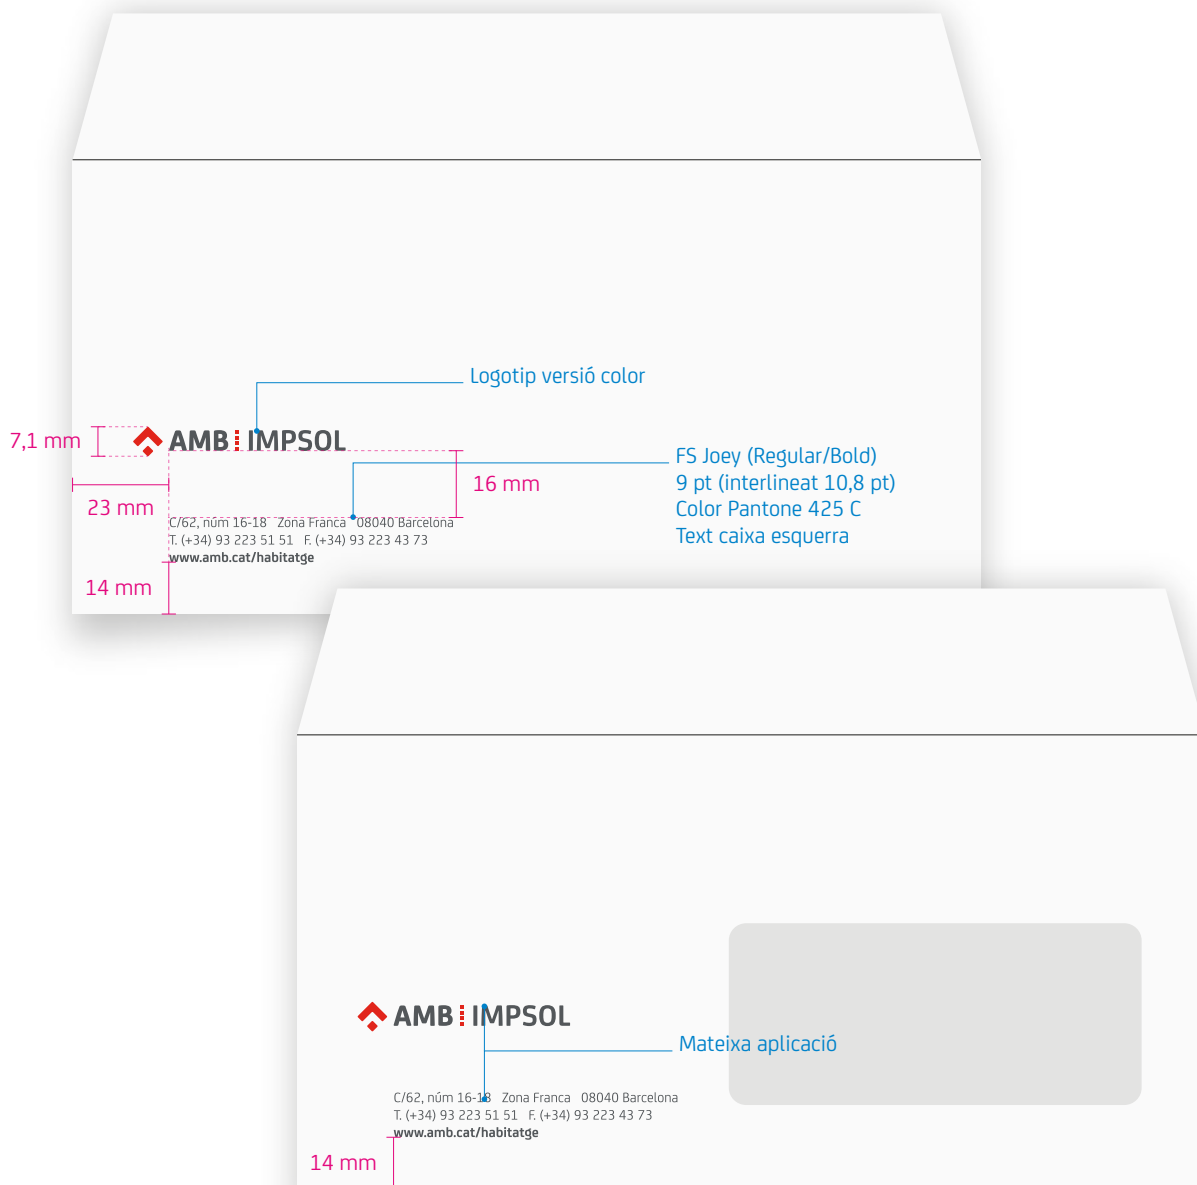 Logotip versió color
7,1 mm
AMB IMPSOL
FS Joey (Regular/Bold)
9 pt (interlineat 10,8 pt)
Color Pantone 425 C
Text caixa esquerra
16 mm
23 mm
C/62, núm 16-18 Zona Franca 08040 Barcelona
T. (+34) 93 223 51 51 F. (+34) 93 223 43 73
www.amb.cat/habitatge
14 mm
AMB IMPSOL
Mateixa aplicació
C/62, núm 16-18 Zona Franca 08040 Barcelona
T. (+34) 93 223 51 51 F. (+34) 93 223 43 73
www.amb.cat/habitatge
14 mm